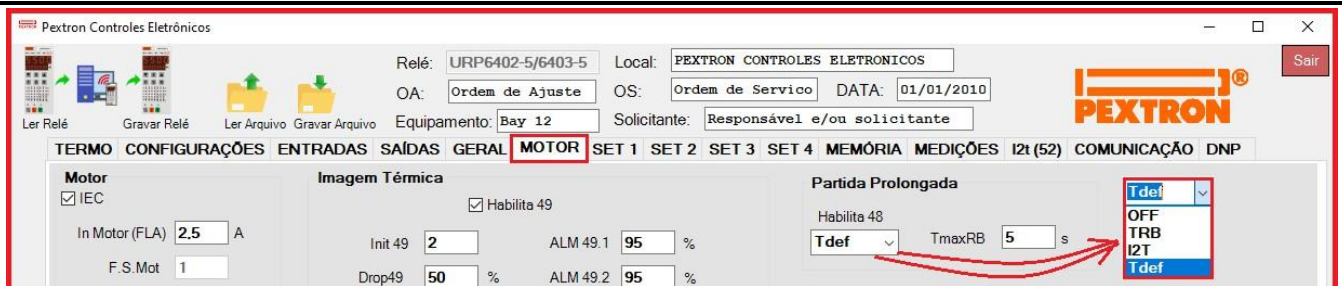 Pextron Controles Eletrônicos
Relé: URP6402-5/6403-5 Local: PEXTRON CONTROLES ELETRONICOS Sair
OA: Ordem de Ajuste OS: Ordem de Servico DATA: 01/01/2010
PEXTRON®
Ler Relé Gravar Relé Ler Arquivo Gravar Arquivo Equipamento: Bay 12 Solicitante: Responsável e/ou solicitante
TERMO CONFIGURAÇÕES ENTRADAS SAÍDAS GERAL MOTOR SET 1 SET 2 SET 3 SET 4 MEMÓRIA MEDIÇÕES I2t (52) COMUNICAÇÃO DNP
Motor Imagem Térmica Partida Prolongada Tdef
IEC Habilita 49 Habilita 48 OFF
In Motor (FLA) 2,5 A Init 49 2 ALM 49.1 95 % Tdef TmaxRB 5 s TRB
I2T
F.S.Mot 1 Drop49 50 % ALM 49.2 95 % Tdef